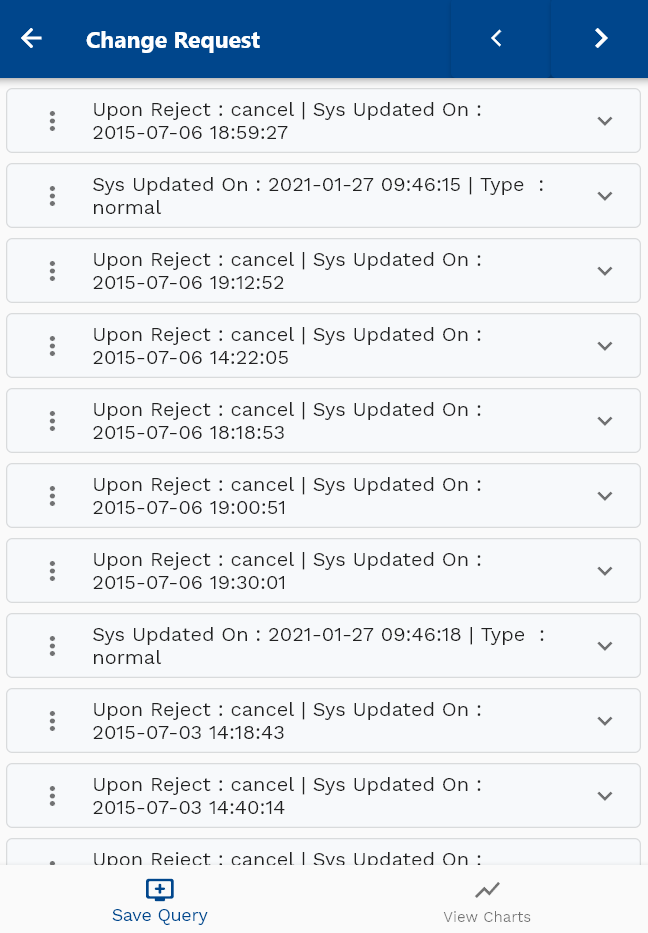 Change Request
Upon Reject : cancel | Sys Updated On :
2015-07-06 18:59:27
Sys Updated On : 2021-01-27 09:46:15 | Type  :
normal
Upon Reject : cancel | Sys Updated On :
2015-07-06 19:12:52
Upon Reject : cancel | Sys Updated On :
2015-07-06 14:22:05
Upon Reject : cancel | Sys Updated On :
2015-07-06 18:18:53
Upon Reject : cancel | Sys Updated On :
2015-07-06 19:00:51
Upon Reject : cancel | Sys Updated On :
2015-07-06 19:30:01
Sys Updated On : 2021-01-27 09:46:18 | Type  :
normal
Upon Reject : cancel | Sys Updated On :
2015-07-03 14:18:43
Upon Reject : cancel | Sys Updated On :
2015-07-03 14:40:14
Upon Reject : cancel | Sys Updated On :
Save Query
View Charts